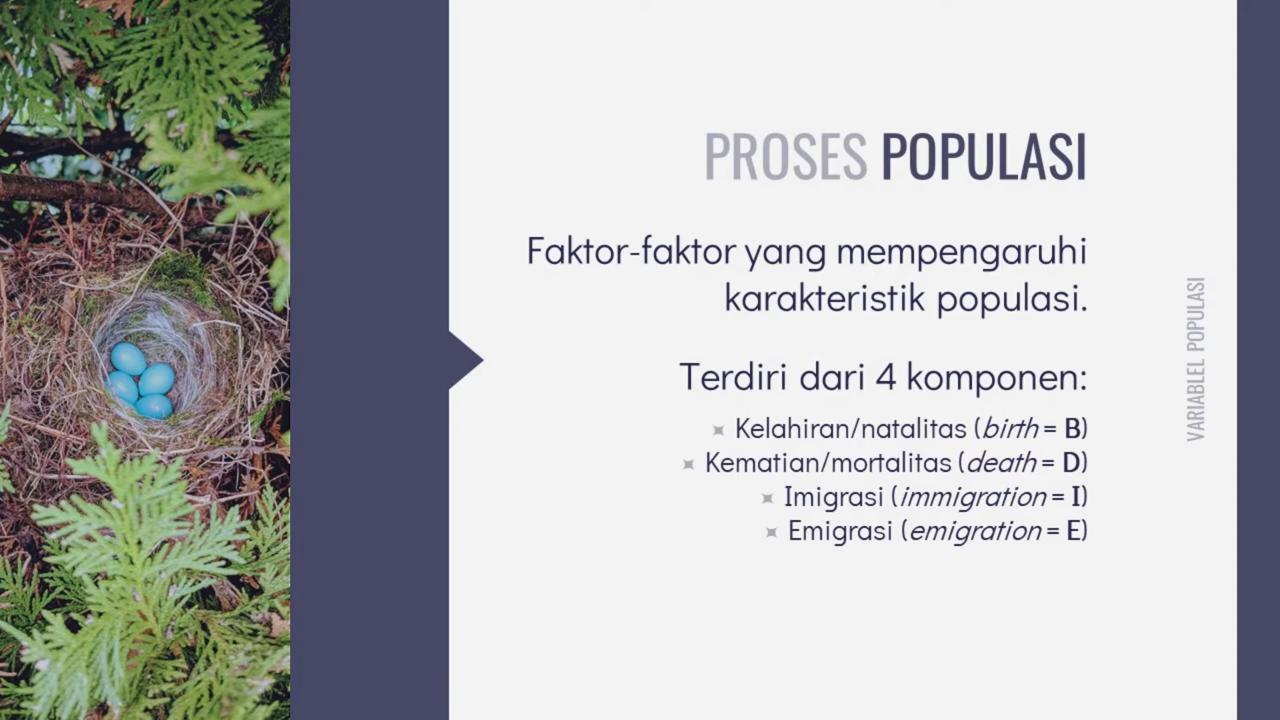 PROSES POPULASI
Faktor-faktor yang mempengaruhi
karakteristik populasi.
Terdiri dari 4 komponen:
Kelahiran/natalitas (birth = B)
Kematian/mortalitas (death = D)
Imigrasi (immigration = I)
Emigrasi (emigration = E)
VARIABLEL POPULASI